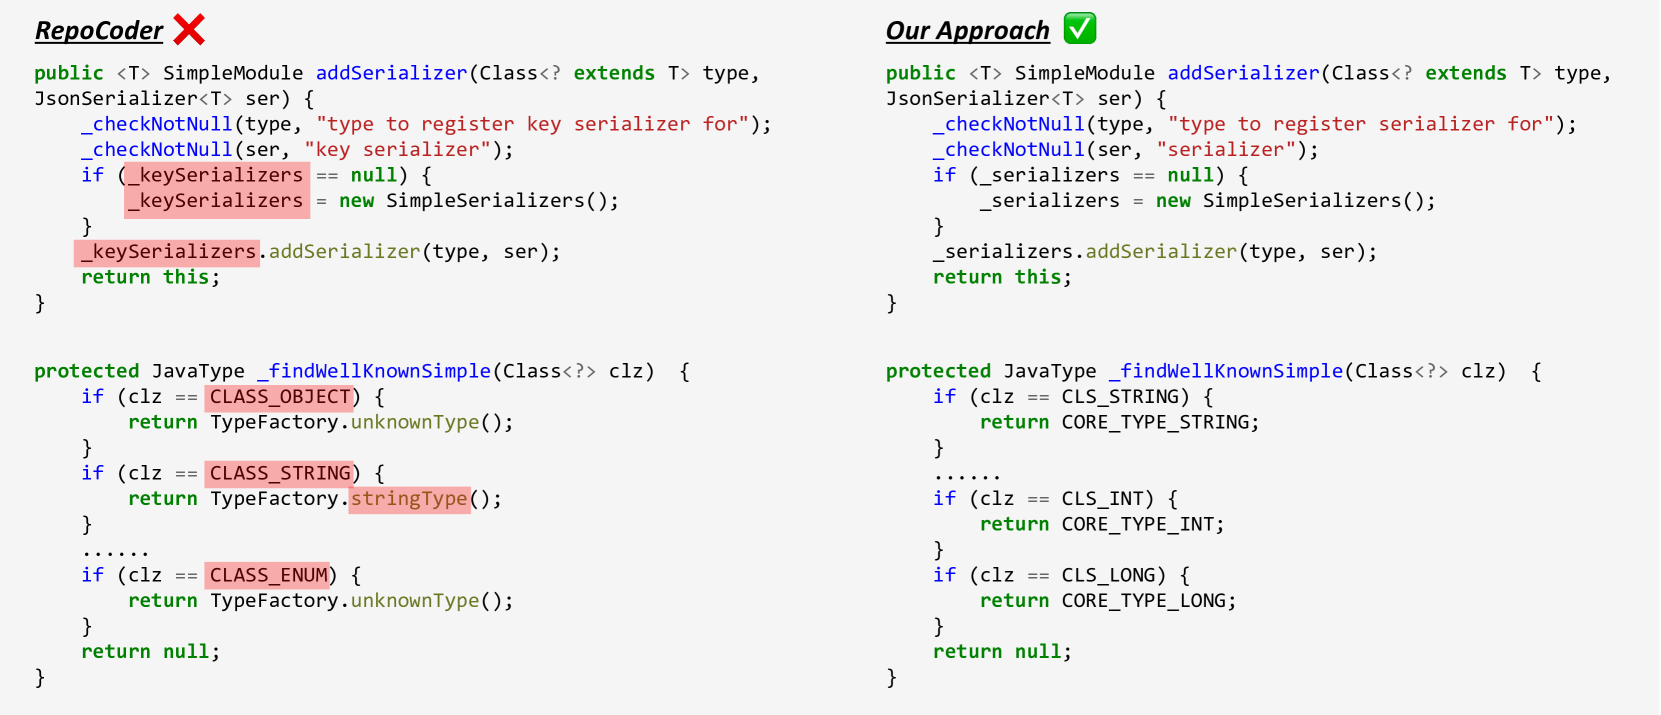 RepoCoder ❌
public <T> SimpleModule addSerializer(Class<? extends T> type,
JsonSerializer<T> ser) {
    _checkNotNull(type, "type to register key serializer for");
    _checkNotNull(ser, "key serializer");
    if (_keySerializers == null) {
        _keySerializers = new SimpleSerializers();
    }
    _keySerializers.addSerializer(type, ser);
    return this;
}
protected JavaType _findWellKnownSimple(Class<?> clz)  {
    if (clz == CLASS_OBJECT) {
        return TypeFactory.unknownType();
    }
    if (clz == CLASS_STRING) {
        return TypeFactory.stringType();
    }
    ......
    if (clz == CLASS_ENUM) {
        return TypeFactory.unknownType();
    }
    return null;
}
Our Approach ✅
public <T> SimpleModule addSerializer(Class<? extends T> type,
JsonSerializer<T> ser) {
    _checkNotNull(type, "type to register serializer for");
    _checkNotNull(ser, "serializer");
    if (_serializers == null) {
        _serializers = new SimpleSerializers();
    }
    _serializers.addSerializer(type, ser);
    return this;
}
protected JavaType _findWellKnownSimple(Class<?> clz)  {
    if (clz == CLS_STRING) {
        return CORE_TYPE_STRING;
    }
    ......
    if (clz == CLS_INT) {
        return CORE_TYPE_INT;
    }
    if (clz == CLS_LONG) {
        return CORE_TYPE_LONG;
    }
    return null;
}